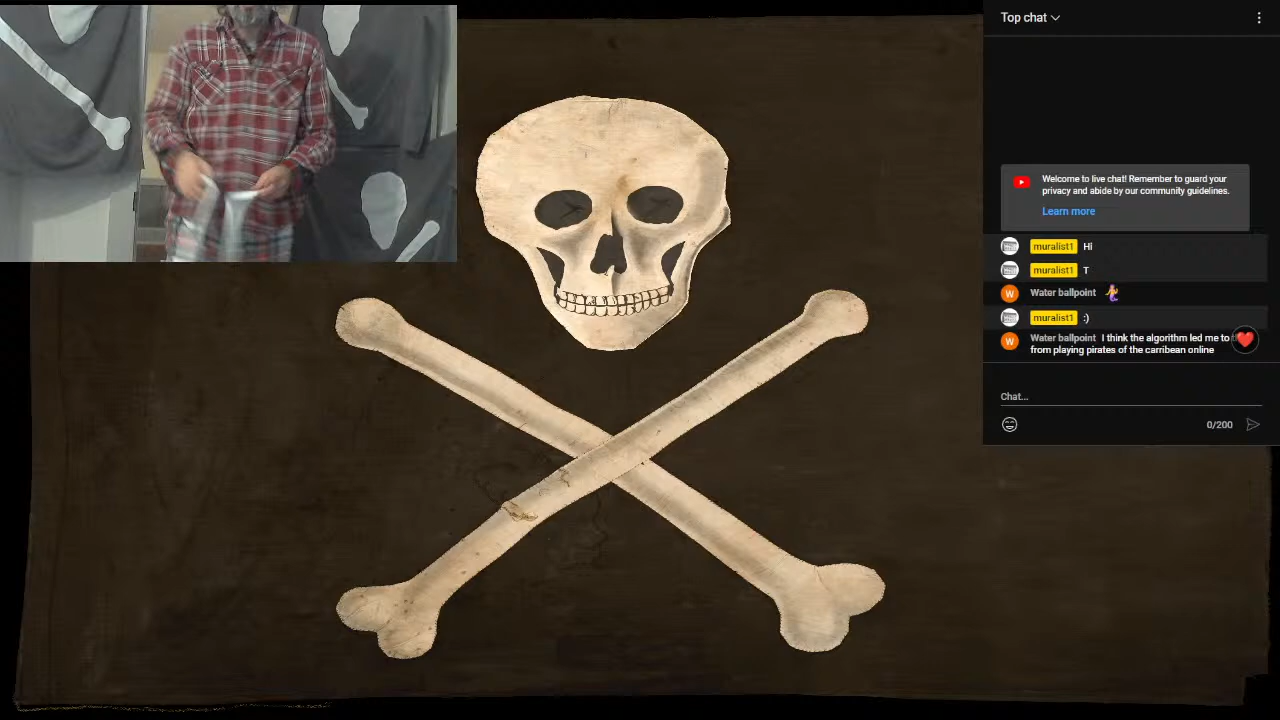 Top chat
Welcome to live chat! Remember to guard your
privacy and abide by our community guidelines.
Learn more
muralist1 Hi
muralist1 T
W Water ballpoint
muralist1 :)
W Water ballpoint I think the algorithm led me to
from playing pirates of the carribean online
Chat...
0/200